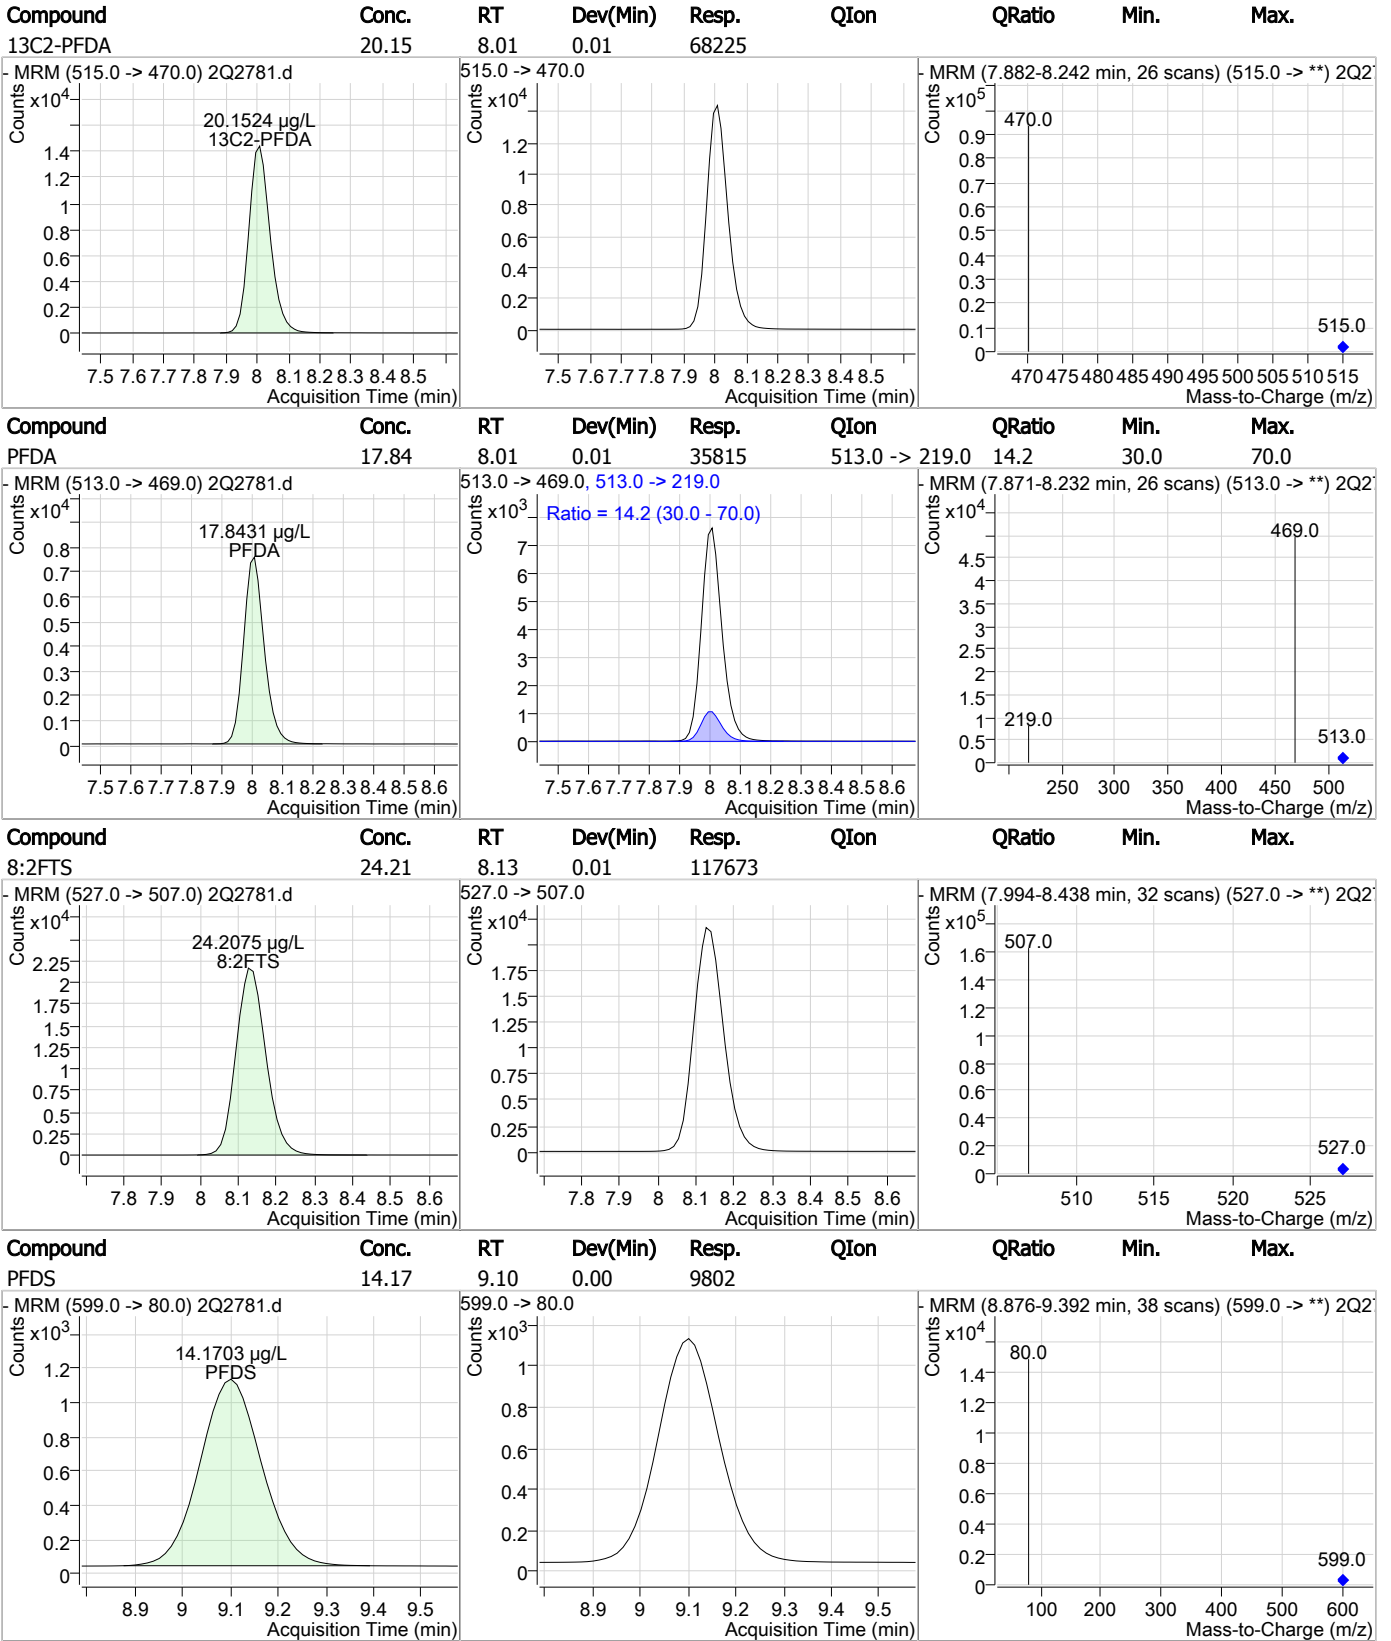 Compound Conc. RT Dev(Min) Resp. QIon QRatio Min. Max.
13C2-PFDA 20.15 8.01 0.01 68225
- MRM (515.0 -> 470.0) 2Q2781.d
Counts
x10⁴
20.1524 µg/L
13C2-PFDA
1.4
1.2
1
0.8
0.6
0.4
0.2
0
7.5 7.6 7.7 7.8 7.9 8 8.1 8.2 8.3 8.4 8.5
Acquisition Time (min)
515.0 -> 470.0
Counts
x10⁴
1.2
1
0.8
0.6
0.4
0.2
0
7.5 7.6 7.7 7.8 7.9 8 8.1 8.2 8.3 8.4 8.5
Acquisition Time (min)
- MRM (7.882-8.242 min, 26 scans) (515.0 -> **) 2Q2
Counts
x10⁵
470.0
0.9
0.8
0.7
0.6
0.5
0.4
0.3
0.2
0.1
0
515.0
470 475 480 485 490 495 500 505 510 515
Mass-to-Charge (m/z)
Compound Conc. RT Dev(Min) Resp. QIon QRatio Min. Max.
PFDA 17.84 8.01 0.01 35815 513.0 -> 219.0 14.2 30.0 70.0
- MRM (513.0 -> 469.0) 2Q2781.d
Counts
x10⁴
17.8431 µg/L
PFDA
0.8
0.7
0.6
0.5
0.4
0.3
0.2
0.1
0
7.5 7.6 7.7 7.8 7.9 8 8.1 8.2 8.3 8.4 8.5 8.6
Acquisition Time (min)
513.0 -> 469.0, 513.0 -> 219.0
Counts
x10³
Ratio = 14.2 (30.0 - 70.0)
7
6
5
4
3
2
1
0
7.5 7.6 7.7 7.8 7.9 8 8.1 8.2 8.3 8.4 8.5 8.6
Acquisition Time (min)
- MRM (7.871-8.232 min, 26 scans) (513.0 -> **) 2Q2
Counts
x10⁴
469.0
4.5
4
3.5
3
2.5
2
1.5
1
0.5
0
219.0
513.0
250 300 350 400 450 500
Mass-to-Charge (m/z)
Compound Conc. RT Dev(Min) Resp. QIon QRatio Min. Max.
8:2FTS 24.21 8.13 0.01 117673
- MRM (527.0 -> 507.0) 2Q2781.d
Counts
x10⁴
24.2075 µg/L
8:2FTS
2.25
2
1.75
1.5
1.25
1
0.75
0.5
0.25
0
7.8 7.9 8 8.1 8.2 8.3 8.4 8.5 8.6
Acquisition Time (min)
527.0 -> 507.0
Counts
x10⁴
1.75
1.5
1.25
1
0.75
0.5
0.25
0
7.8 7.9 8 8.1 8.2 8.3 8.4 8.5 8.6
Acquisition Time (min)
- MRM (7.994-8.438 min, 32 scans) (527.0 -> **) 2Q2
Counts
x10⁵
507.0
1.6
1.4
1.2
1
0.8
0.6
0.4
0.2
0
527.0
510 515 520 525
Mass-to-Charge (m/z)
Compound Conc. RT Dev(Min) Resp. QIon QRatio Min. Max.
PFDS 14.17 9.10 0.00 9802
- MRM (599.0 -> 80.0) 2Q2781.d
Counts
x10³
14.1703 µg/L
PFDS
1.2
1
0.8
0.6
0.4
0.2
0
8.9 9 9.1 9.2 9.3 9.4 9.5
Acquisition Time (min)
599.0 -> 80.0
Counts
x10³
1
0.8
0.6
0.4
0.2
0
8.9 9 9.1 9.2 9.3 9.4 9.5
Acquisition Time (min)
- MRM (8.876-9.392 min, 38 scans) (599.0 -> **) 2Q2
Counts
x10⁴
80.0
1.4
1.2
1
0.8
0.6
0.4
0.2
0
599.0
100 200 300 400 500 600
Mass-to-Charge (m/z)